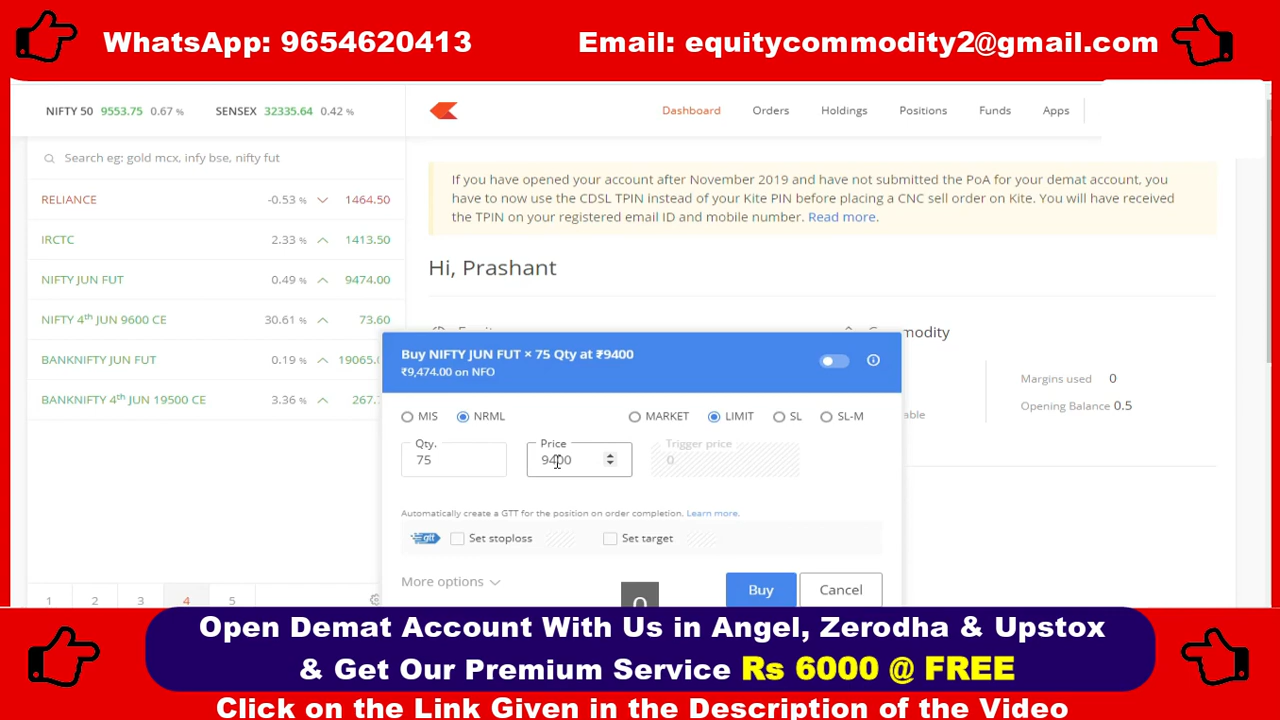 WhatsApp: 9654620413
Email: equitycommodity2@gmail.com
NIFTY 50 9553.75 0.67 %
SENSEX 32335.64 0.42 %
Dashboard Orders Holdings Positions Funds Apps
Search eg: gold mcx, infy bse, nifty fut
RELIANCE -0.53 % 1464.50
IRCTC 2.33 % 1413.50
NIFTY JUN FUT 0.49 % 9474.00
NIFTY 4th JUN 9600 CE 30.61 % 73.60
BANKNIFTY JUN FUT 0.19 % 19065.
BANKNIFTY 4th JUN 19500 CE 3.36 % 267.
1 2 3 4 5
If you have opened your account after November 2019 and have not submitted the PoA for your demat account, you
have to now use the CDSL TPIN instead of your Kite PIN before placing a CNC sell order on Kite. You will have received
the TPIN on your registered email ID and mobile number. Read more.
Hi, Prashant
Margins used 0
Opening Balance 0.5
Buy NIFTY JUN FUT × 75 Qty at ₹9400
₹9,474.00 on NFO
MIS NRML MARKET LIMIT SL SL-M
Qty. Price Trigger price
75 9400 0
Automatically create a GTT for the position on order completion. Learn more.
gtt Set stoploss Set target
More options Buy Cancel
Open Demat Account With Us in Angel, Zerodha & Upstox
& Get Our Premium Service Rs 6000 @ FREE
Click on the Link Given in the Description of the Video